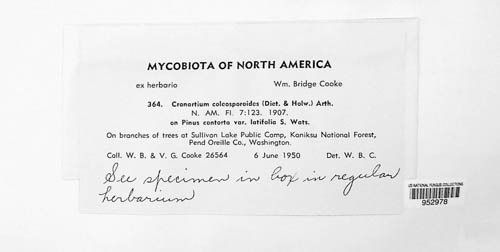 MYCOBIOTA OF NORTH AMERICA
ex herbario Wm. Bridge Cooke
364. Cronartium coleosporoides (Diet. & Holw.) Arth.
N. AM. Fl. 7:123. 1907.
on Pinus contorta var. latifolia S. Wats.
On branches of trees at Sullivan Lake Public Camp, Kaniksu National Forest,
Pend Oreille Co., Washington.
Coll. W. B. & V. G. Cooke 26564 6 June 1950 Det. W. B. C.
See specimen in box in regular
herbarium
US NATIONAL FUNGUS COLLECTIONS
952978